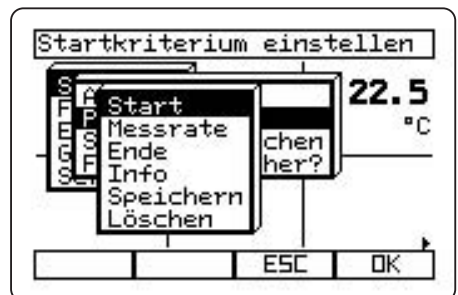 Startkriterium einstellen
22.5
°C
Start
Messrate
Ende
Info
Speichern
Löschen
chen
her?
ESC
OK